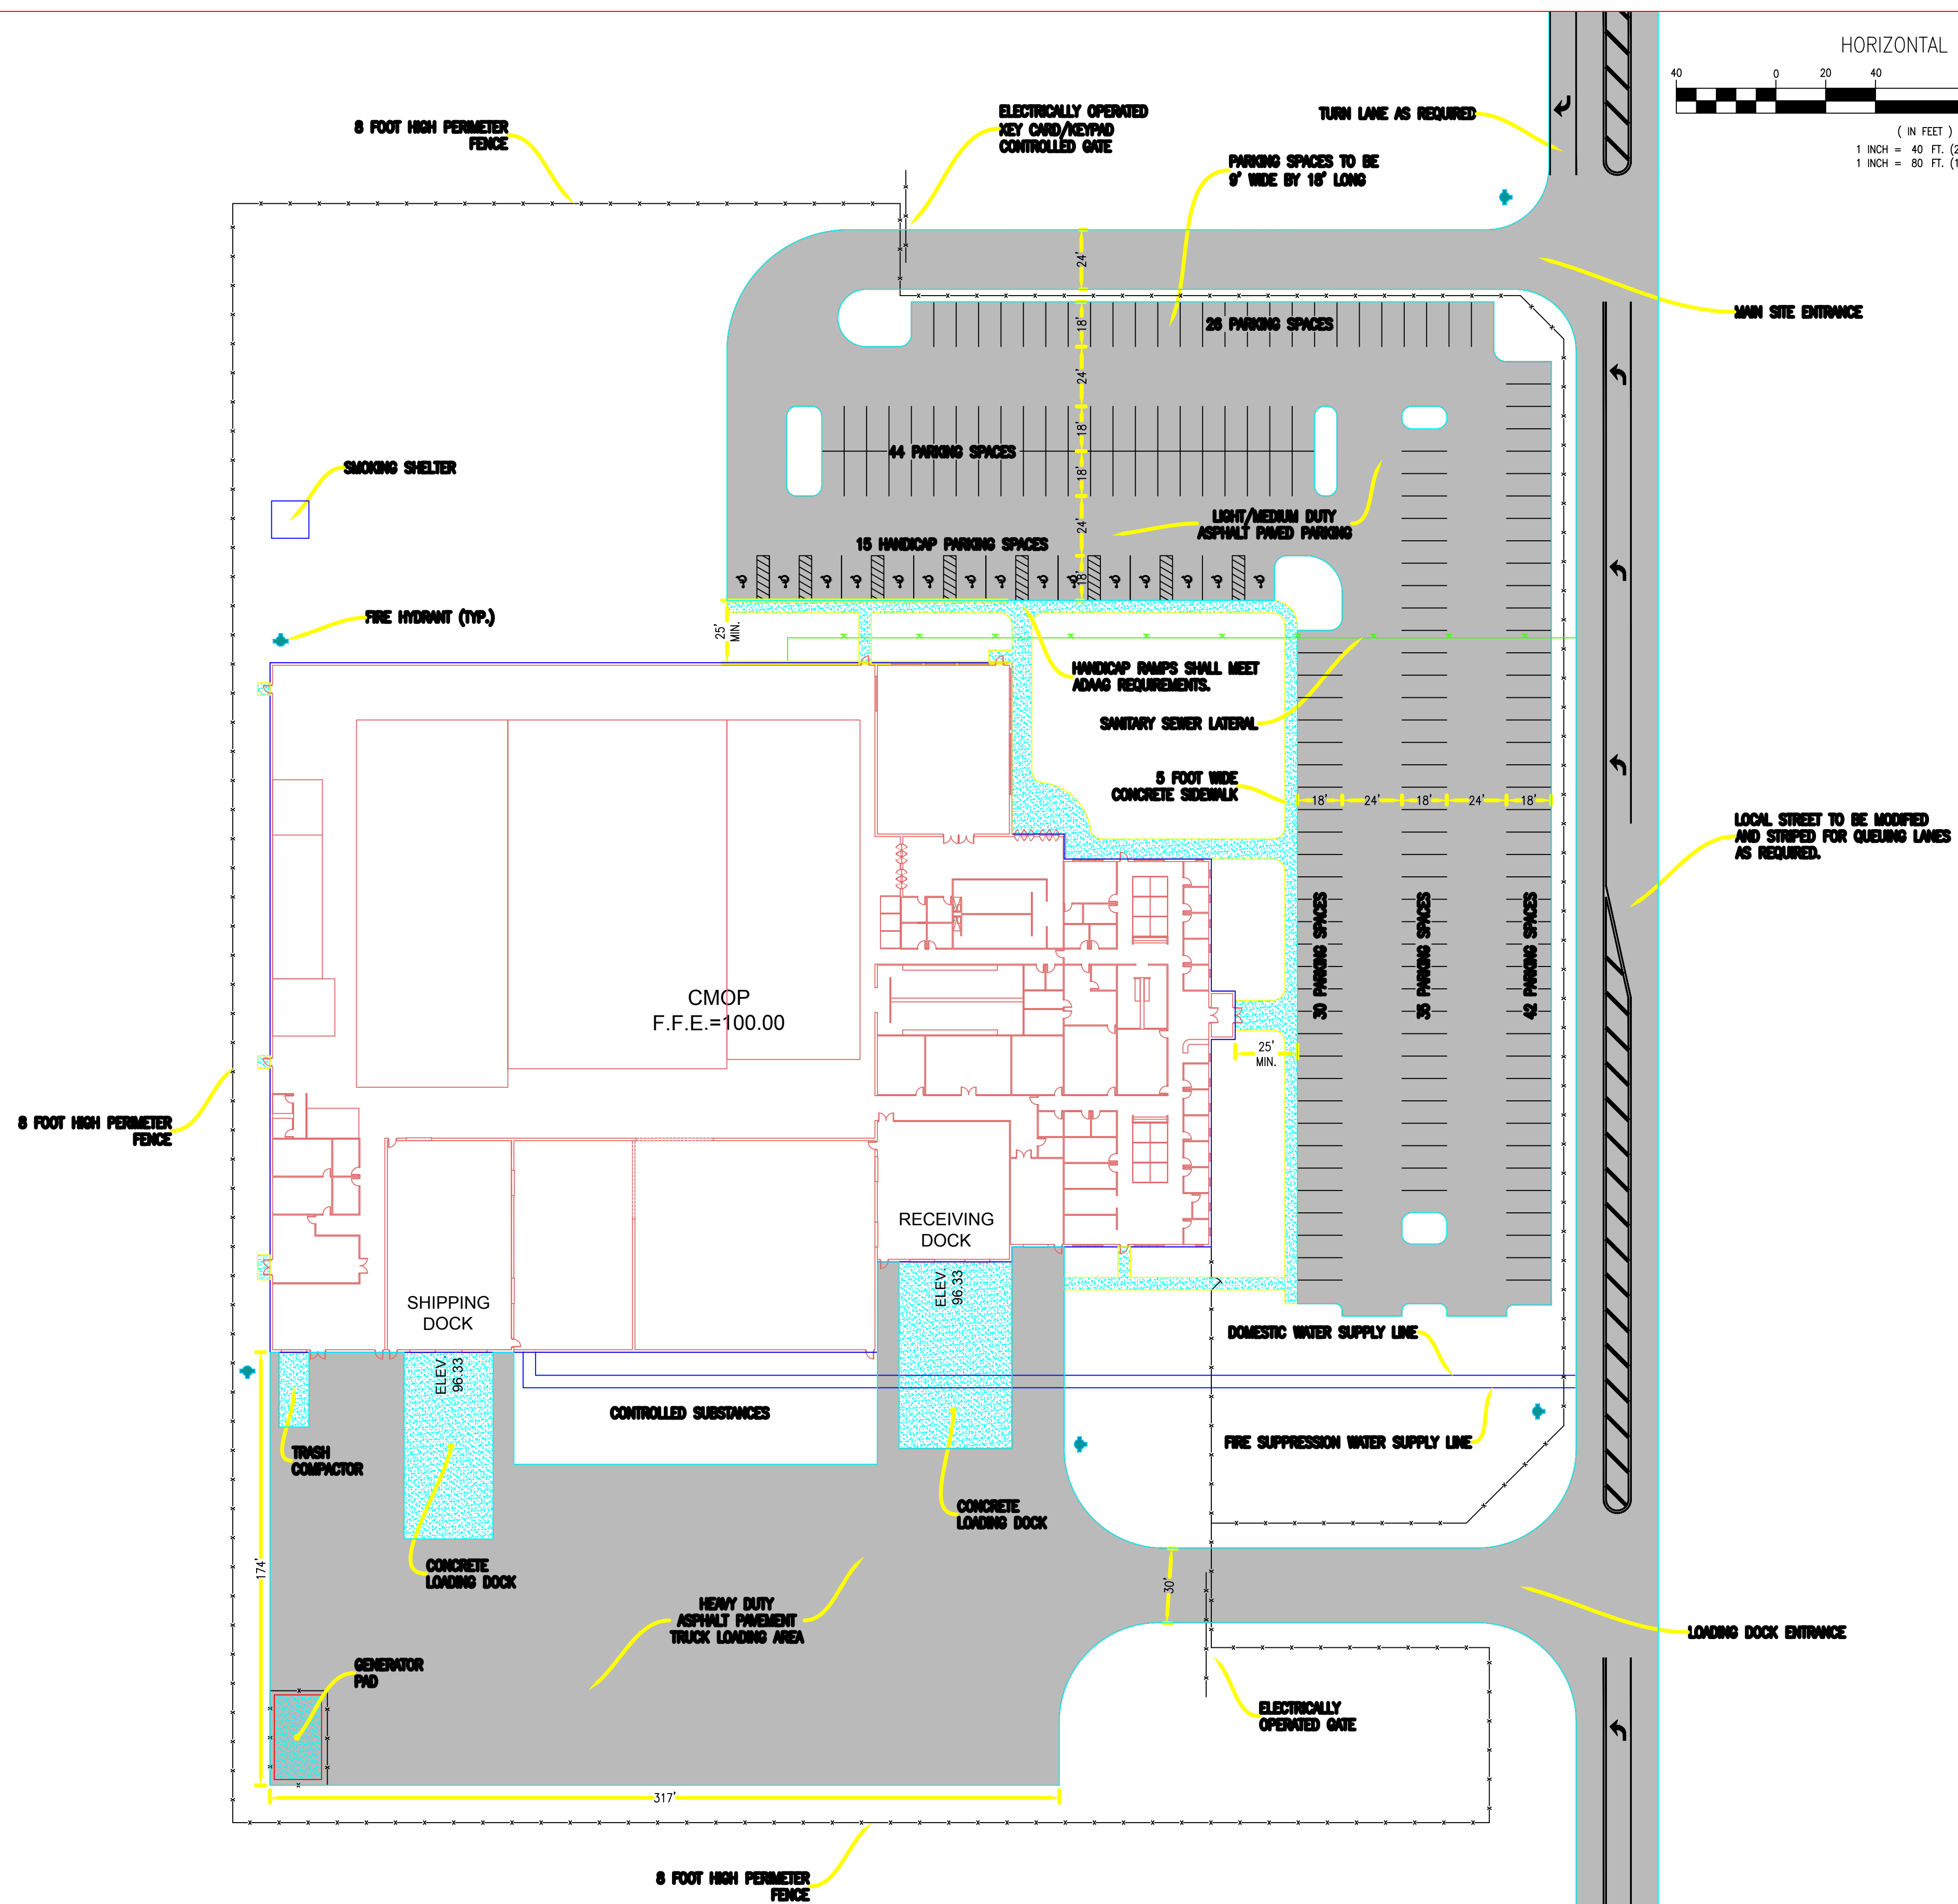 HORIZONTAL
40 0 20 40
( IN FEET )
1 INCH = 40 FT. (2
1 INCH = 80 FT. (1
8 FOOT HIGH PERIMETER
FENCE
ELECTRICALLY OPERATED
KEY CARD/KEYPAD
CONTROLLED GATE
TURN LANE AS REQUIRED
PARKING SPACES TO BE
9' WIDE BY 18' LONG
24'
MAIN SITE ENTRANCE
18'
26 PARKING SPACES
24'
18'
44 PARKING SPACES
18'
SMOKING SHELTER
24'
LIGHT/MEDIUM DUTY
ASPHALT PAVED PARKING
15 HANDICAP PARKING SPACES
18'
FIRE HYDRANT (TYP.)
25'
MIN.
HANDICAP RAMPS SHALL MEET
ADAAG REQUIREMENTS.
SANITARY SEWER LATERAL
5 FOOT WIDE
CONCRETE SIDEWALK
18' 24' 18' 24' 18'
LOCAL STREET TO BE MODIFIED
AND STRIPED FOR QUEUING LANES
AS REQUIRED.
30 PARKING SPACES
35 PARKING SPACES
42 PARKING SPACES
CMOP
F.F.E.=100.00
25'
MIN.
8 FOOT HIGH PERIMETER
FENCE
RECEIVING
DOCK
ELEV.
96.33
SHIPPING
DOCK
ELEV.
96.33
DOMESTIC WATER SUPPLY LINE
CONTROLLED SUBSTANCES
FIRE SUPPRESSION WATER SUPPLY LINE
TRASH
COMPACTOR
CONCRETE
LOADING DOCK
CONCRETE
LOADING DOCK
174'
30'
HEAVY DUTY
ASPHALT PAVEMENT
TRUCK LOADING AREA
LOADING DOCK ENTRANCE
GENERATOR
PAD
ELECTRICALLY
OPERATED GATE
317'
8 FOOT HIGH PERIMETER
FENCE